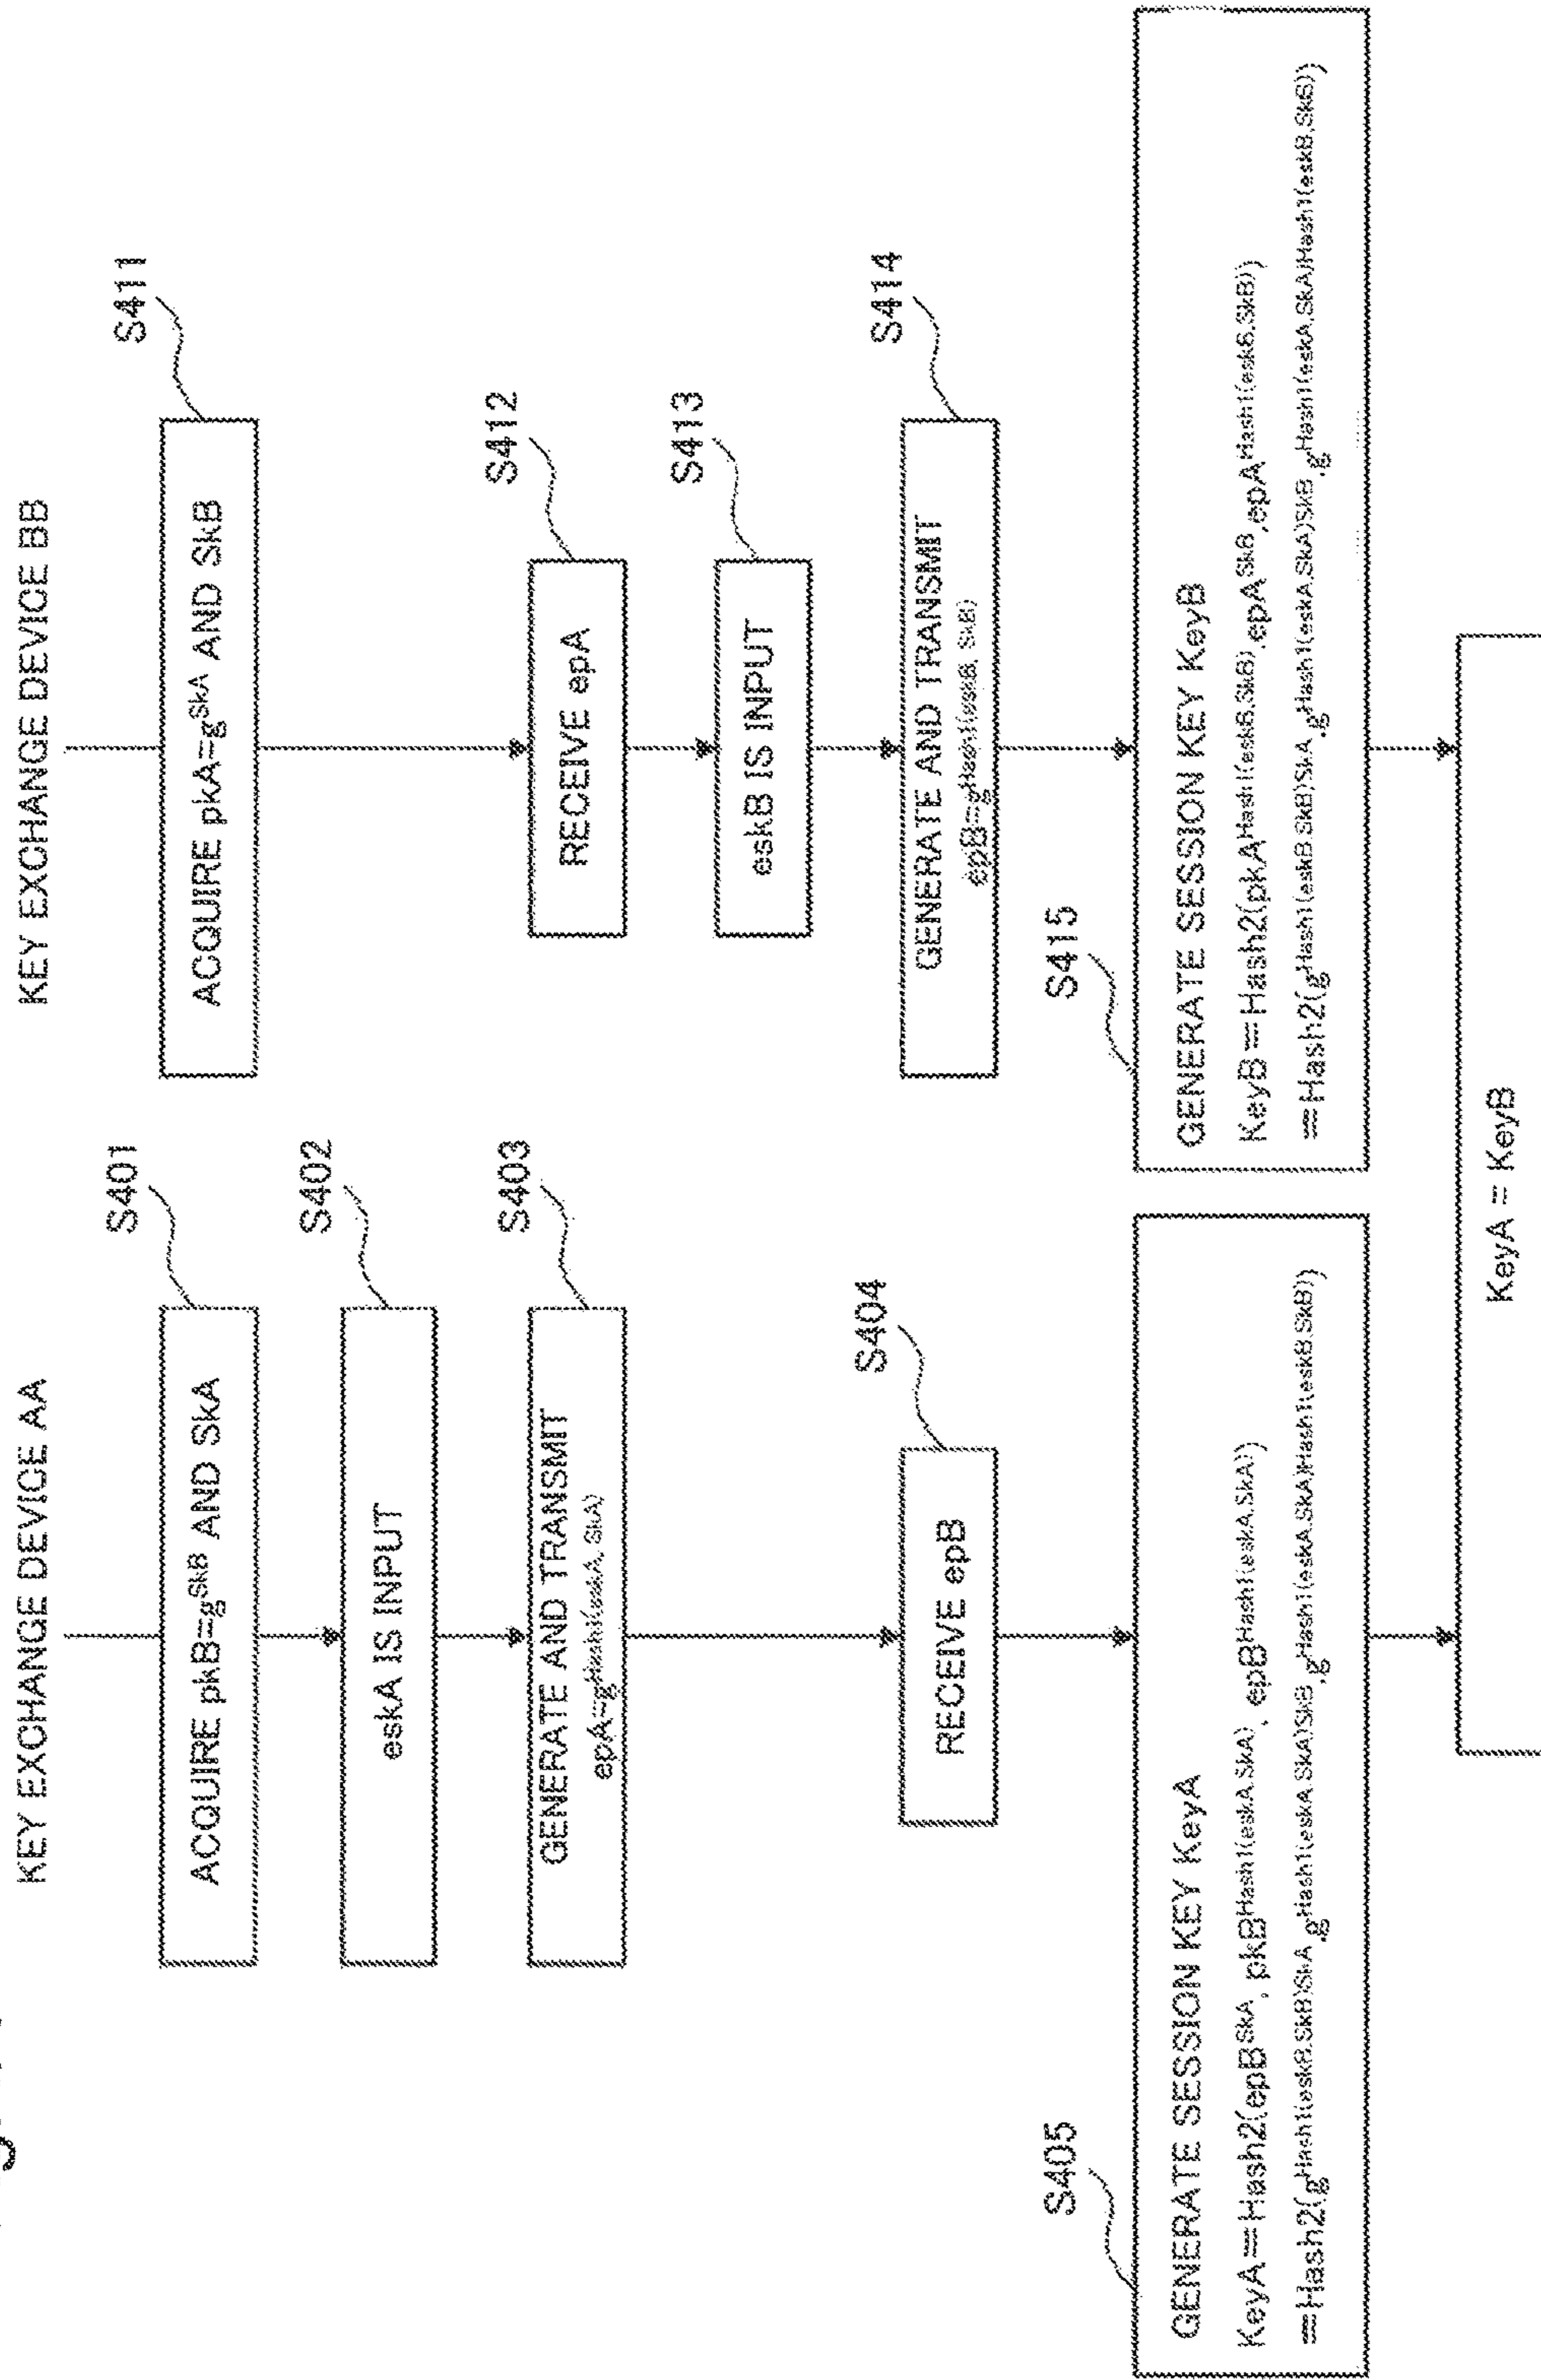 KEY EXCHANGE DEVICE AA
S401
ACQUIRE pkB=g^SkB AND SkA
S402
eskA IS INPUT
S403
GENERATE AND TRANSMIT
epA=g^Hash1(eskA, SkA)
S404
RECEIVE epB
S405
GENERATE SESSION KEY KeyA
KeyA=Hash2(epB^SkA, pkB^Hash1(eskA,SkA), epB^Hash1(eskA,SkA))
=Hash2(g^Hash1(eskB,SkB)SkA, g^Hash1(eskA,SkA)SkB, g^Hash1(eskA,SkA)Hash1(eskB,SkB))
KEY EXCHANGE DEVICE BB
S411
ACQUIRE pkA=g^SkA AND SkB
S412
RECEIVE epA
S413
eskB IS INPUT
S414
GENERATE AND TRANSMIT
epB=g^Hash1(eskB, SkB)
S415
GENERATE SESSION KEY KeyB
KeyB=Hash2(pkA^Hash1(eskB,SkB), epA^SkB, epA^Hash1(eskB,SkB))
=Hash2(g^Hash1(eskB,SkB)SkA, g^Hash1(eskA,SkA)SkB, g^Hash1(eskA,SkA)Hash1(eskB,SkB))
KeyA = KeyB